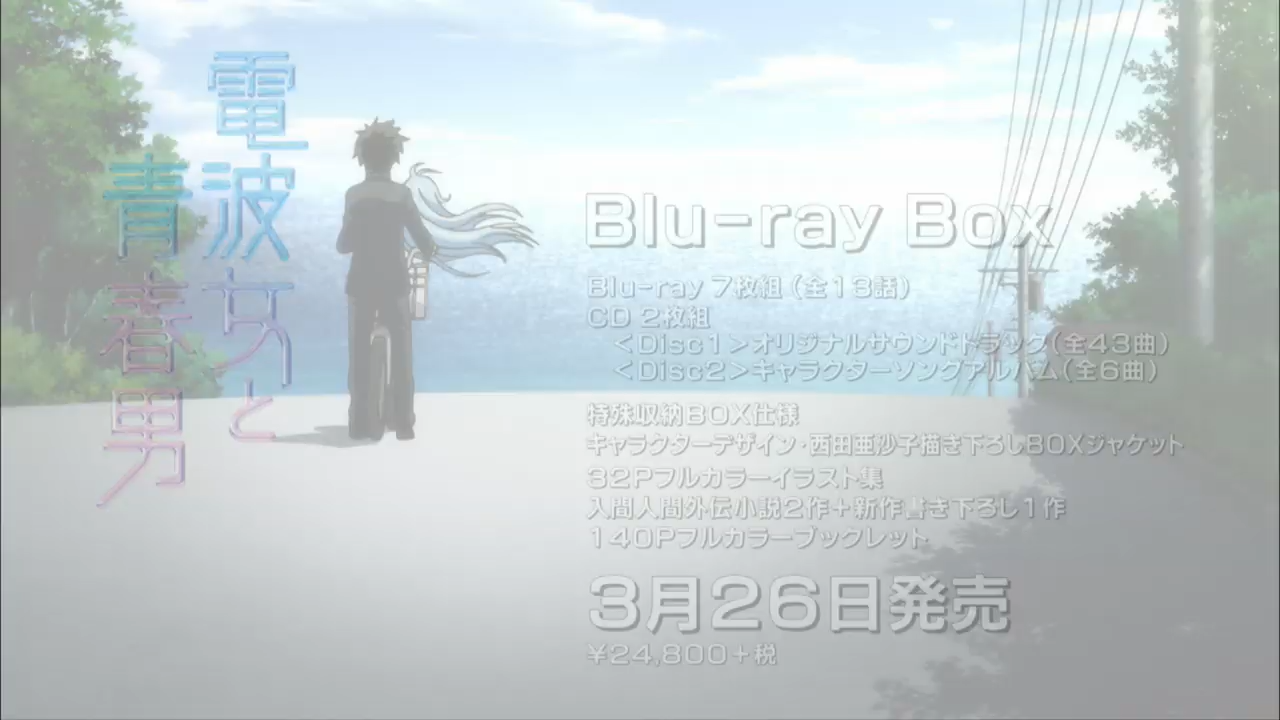 電波女と
青春男
Blu-ray Box
Blu-ray 7枚組（全13話）
CD 2枚組
＜Disc1＞オリジナルサウンドトラック（全43曲）
＜Disc2＞キャラクターソングアルバム（全6曲）
特殊収納BOX仕様
キャラクターデザイン・西田亜沙子描き下ろしBOXジャケット
32Pフルカラーイラスト集
入間人間外伝小説2作＋新作書き下ろし1作
140Pフルカラーブックレット
3月26日発売
¥24,800＋税